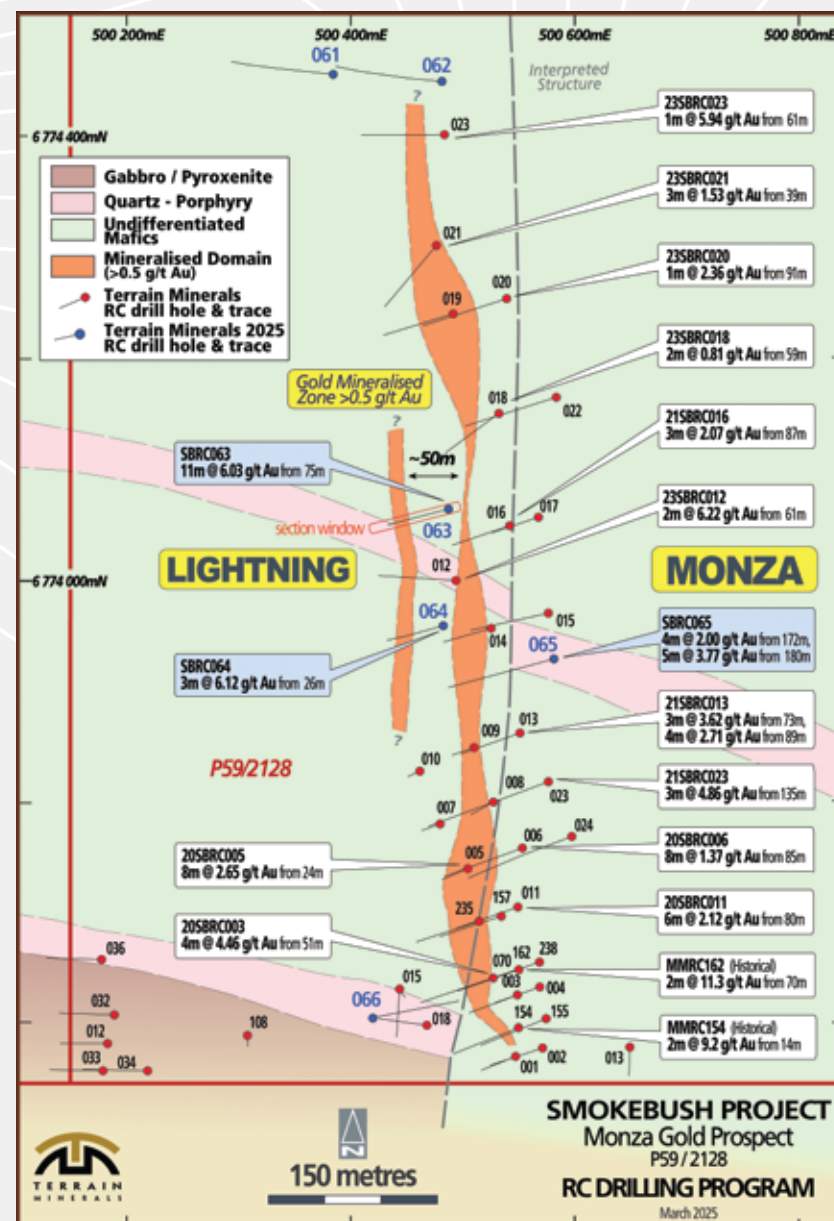 500 200mE
500 400mE
500 600mE
500 800mE
061
062
?
Interpreted
Structure
023
23SBRC023
1m @ 5.94 g/t Au from 61m
6 774 400mN
Gabbro / Pyroxenite
Quartz - Porphyry
Undifferentiated
Mafics
Mineralised Domain
(>0.5 g/t Au)
Terrain Minerals
RC drill hole & trace
Terrain Minerals 2025
RC drill hole & trace
23SBRC021
3m @ 1.53 g/t Au from 39m
021
020
019
23SBRC020
1m @ 2.36 g/t Au from 91m
23SBRC018
2m @ 0.81 g/t Au from 59m
Gold Mineralised
Zone >0.5 g/t Au
018
022
?
21SBRC016
3m @ 2.07 g/t Au from 87m
SBRC063
11m @ 6.03 g/t Au from 75m
~50m
016
017
section window
063
23SBRC012
2m @ 6.22 g/t Au from 61m
LIGHTNING
012
MONZA
6 774 000mN
064
015
014
065
SBRC065
4m @ 2.00 g/t Au from 172m,
5m @ 3.77 g/t Au from 180m
SBRC064
3m @ 6.12 g/t Au from 26m
?
009
013
21SBRC013
3m @ 3.62 g/t Au from 73m,
4m @ 2.71 g/t Au from 89m
P59/2128
010
008
023
21SBRC023
3m @ 4.86 g/t Au from 135m
007
024
006
20SBRC006
8m @ 1.37 g/t Au from 85m
20SBRC005
8m @ 2.65 g/t Au from 24m
005
157
011
20SBRC011
6m @ 2.12 g/t Au from 80m
235
20SBRC003
4m @ 4.46 g/t Au from 51m
036
070
162
238
MMRC162 (Historical)
2m @ 11.3 g/t Au from 70m
015
003
004
032
066
018
154
155
MMRC154 (Historical)
2m @ 9.2 g/t Au from 14m
108
012
033
034
001
002
013
SMOKEBUSH PROJECT
Monza Gold Prospect
P59 / 2128
RC DRILLING PROGRAM
March 2025
N
150 metres
TERRAIN
MINERALS